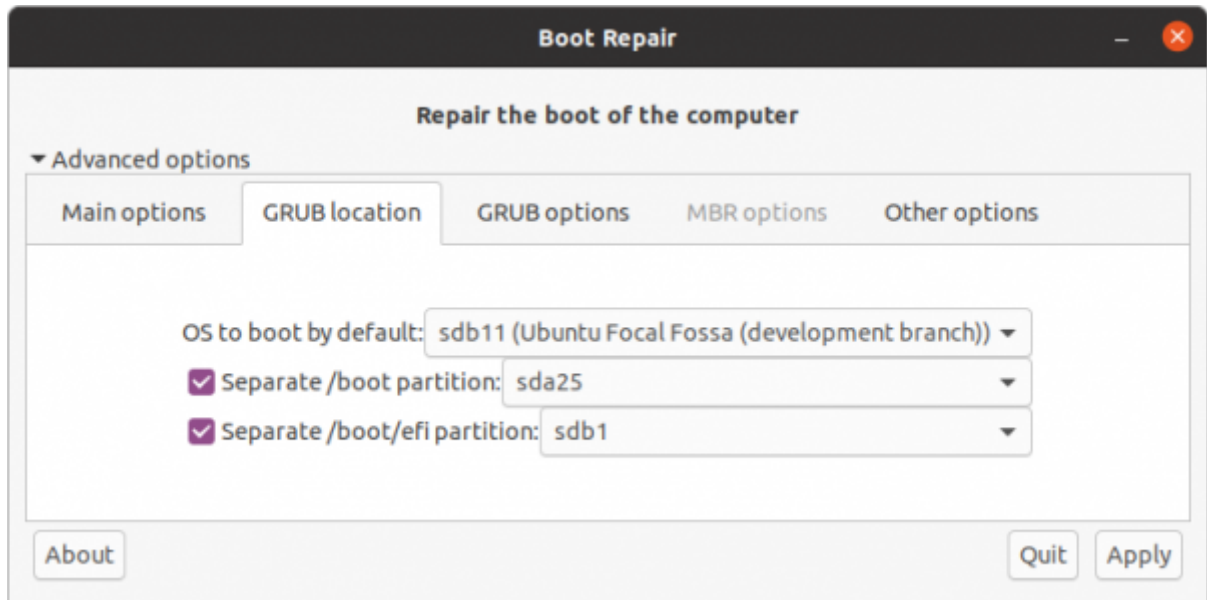 Boot Repair
Repair the boot of the computer
Advanced options
Main options GRUB location GRUB options MBR options Other options
OS to boot by default: sdb11 (Ubuntu Focal Fossa (development branch))
Separate /boot partition: sda25
Separate /boot/efi partition: sdb1
About Quit Apply